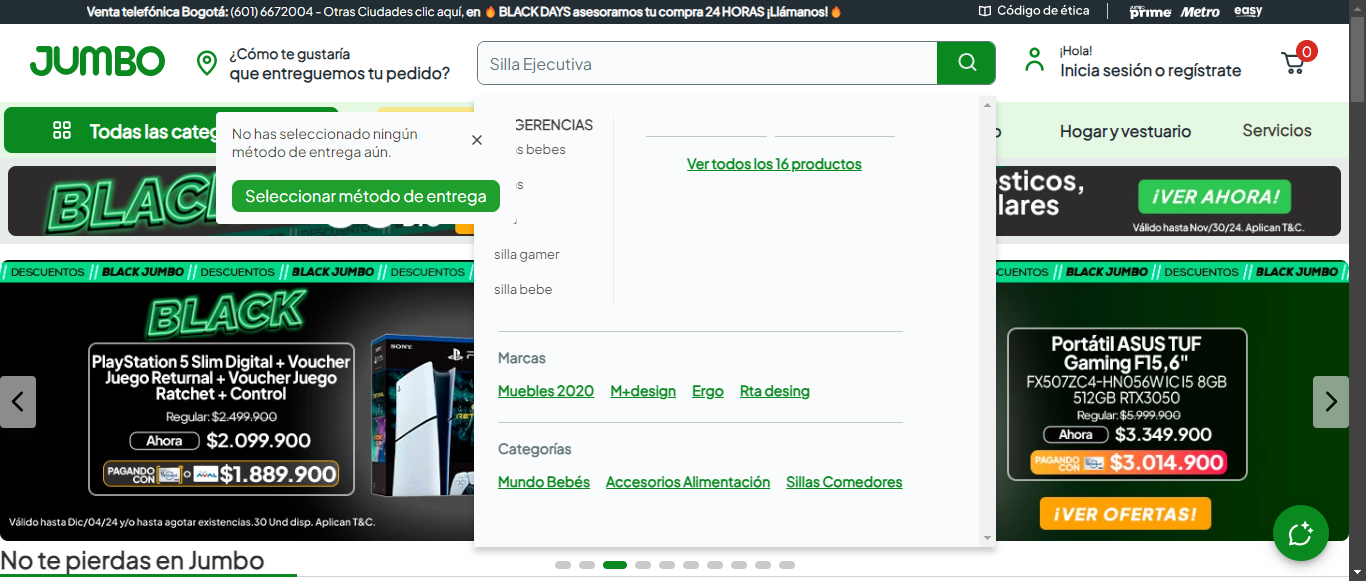 Venta telefónica Bogotá: (601) 6672004 - Otras Ciudades clic aquí, en 🔥 BLACK DAYS asesoramos tu compra 24 HORAS ¡Llámanos!🔥
Código de ética
JUMBO prime
Metro
easy
JUMBO
¿Cómo te gustaría
que entreguemos tu pedido?
Silla Ejecutiva
¡Hola!
Inicia sesión o regístrate
0
Todas las categ
Hogar y vestuario
Servicios
No has seleccionado ningún
método de entrega aún.
Seleccionar método de entrega
GERENCIAS
bebes
silla gamer
silla bebe
Ver todos los 16 productos
Marcas
Muebles 2020
M+design
Ergo
Rta desing
Categorías
Mundo Bebés
Accesorios Alimentación
Sillas Comedores
BLACK
DESCUENTOS
sticos,
lares
¡VER AHORA!
Válido hasta Nov/30/24. Aplican T&C.
DESCUENTOS // BLACK JUMBO // DESCUENTOS // BLACK JUMBO // DESCUENTOS
CUENTOS // BLACK JUMBO // DESCUENTOS // BLACK JUMBO
BLACK
PlayStation 5 Slim Digital + Voucher
Juego Returnal + Voucher Juego
Ratchet + Control
Regular: $2.499.900
Ahora $2.099.900
PAGANDO
CON
o
$1.889.900
SONY
Válido hasta Dic/04/24 y/o hasta agotar existencias.30 Und disp. Aplican T&C.
Portátil ASUS TUF
Gaming F15,6"
FX507ZC4-HN056W IC I5 8GB
512GB RTX3050
Regular: $5.999.900
Ahora $3.349.900
PAGANDO
CON
$3.014.900
¡VER OFERTAS!
No te pierdas en Jumbo